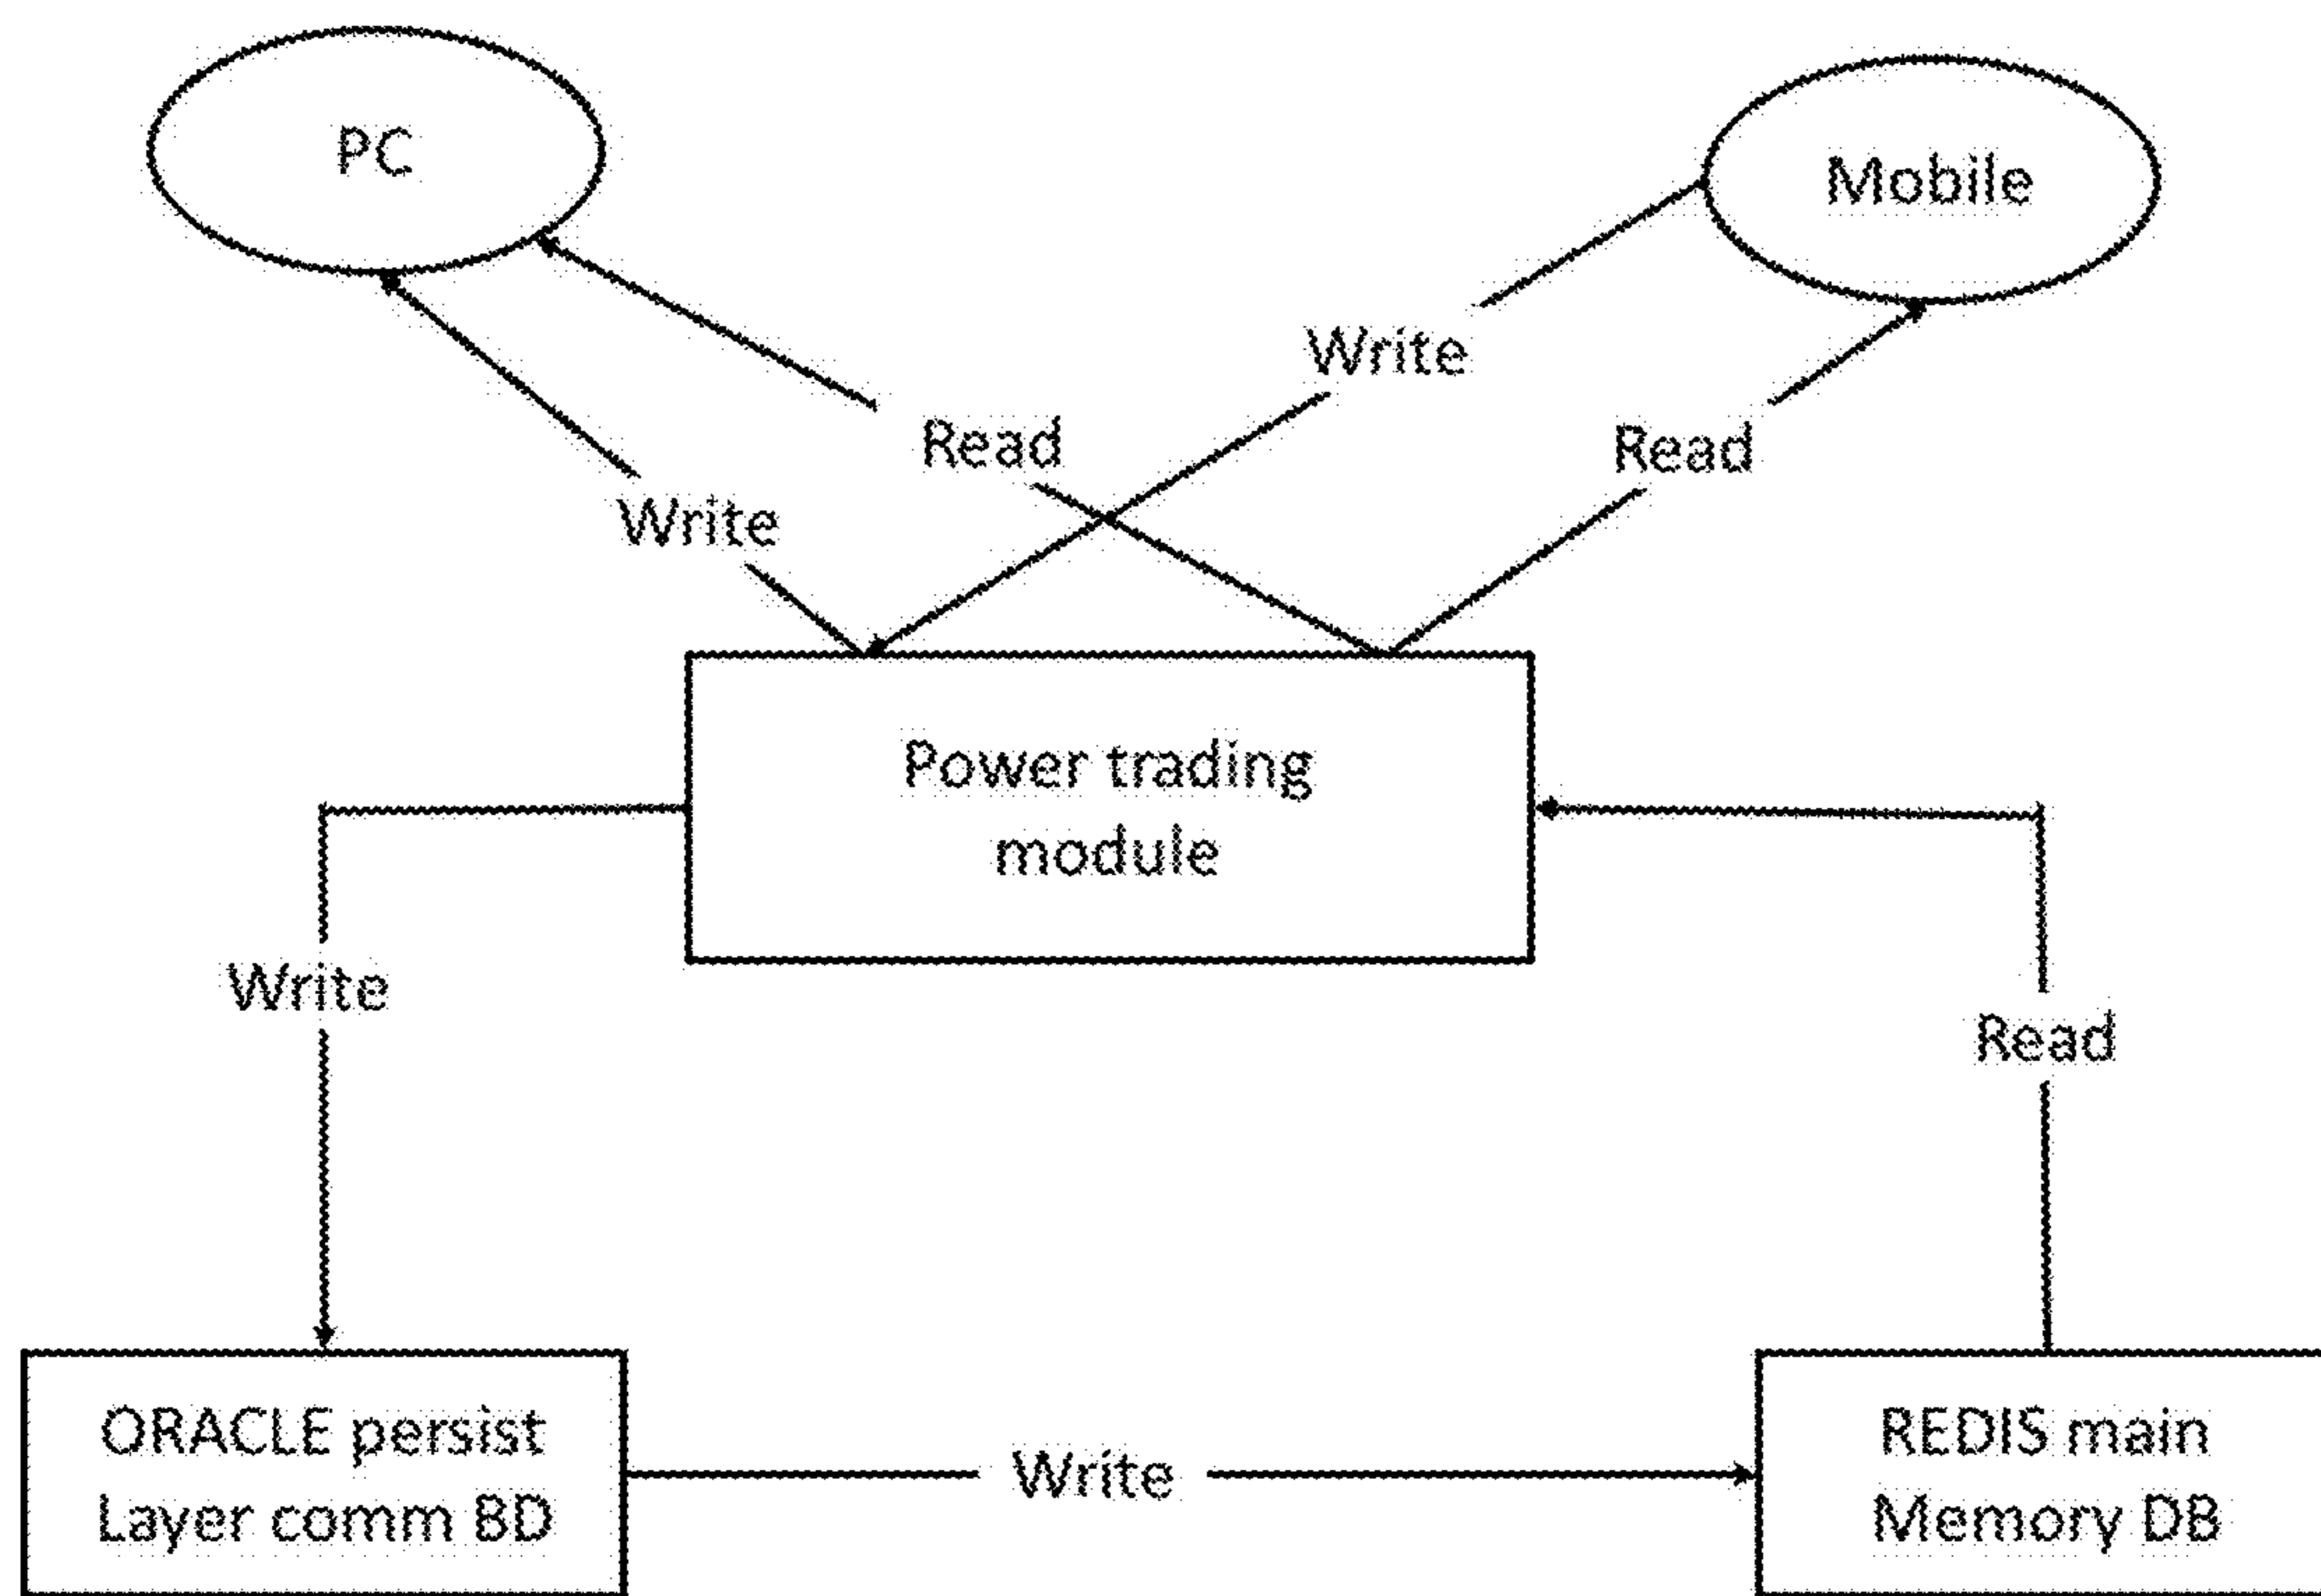 PC
Mobile
Write
Read
Read
Write
Power trading
module
Write
Read
ORACLE persist
Layer comm BD
Write
REDIS main
Memory DB